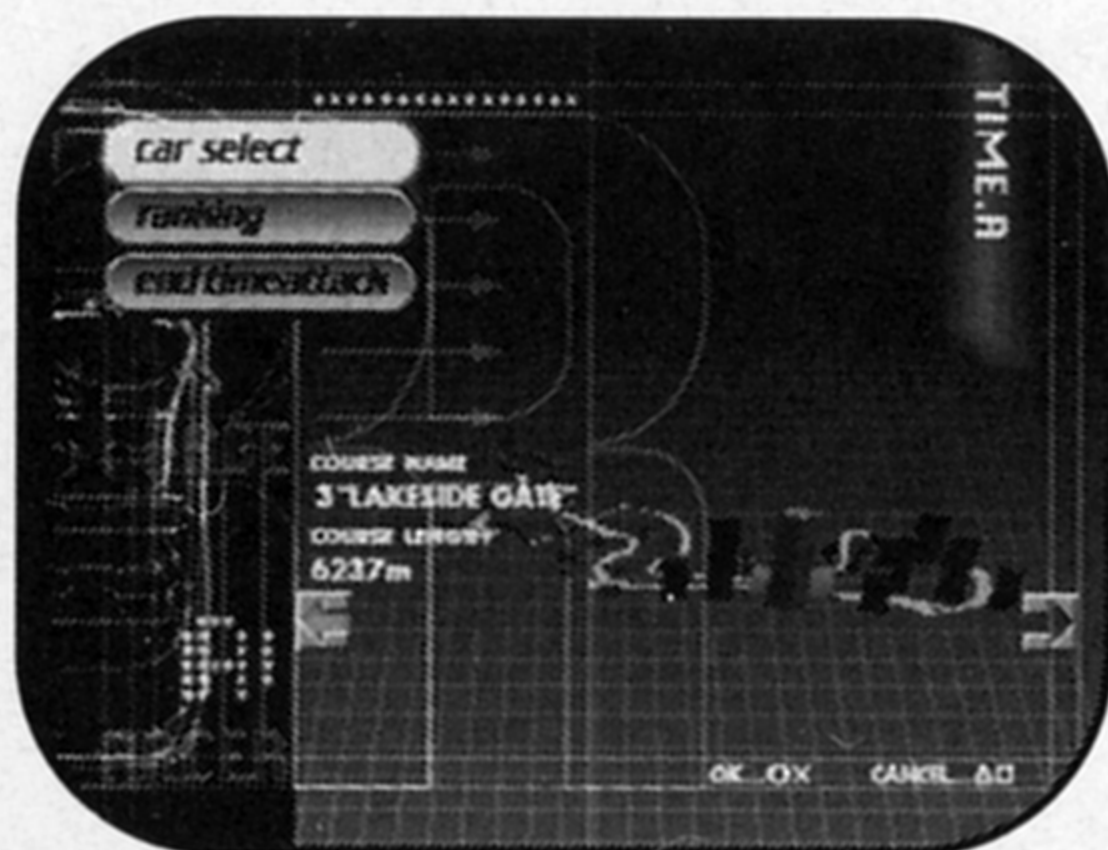 car select
ranking
end timeattack
TIME.A
COURSE NAME
3 "LAKESIDE GATE"
COURSE LENGTH
6237m
OK ○× CANCEL △□